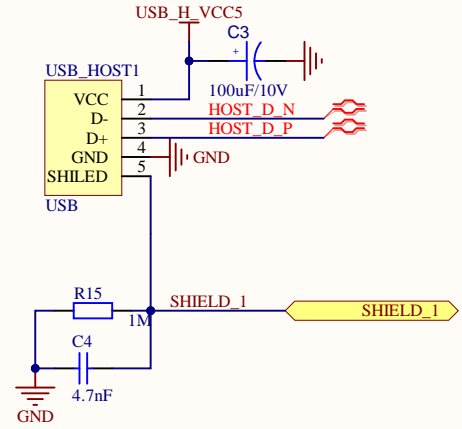 USB_H_VCC5
C3
+
USB_HOST1
100uF/10V
VCC 1
D- 2 HOST_D_N
D+ 3 HOST_D_P
GND 4 GND
SHILED 5
USB
R15
1M
SHIELD_1
SHIELD_1
C4
4.7nF
GND